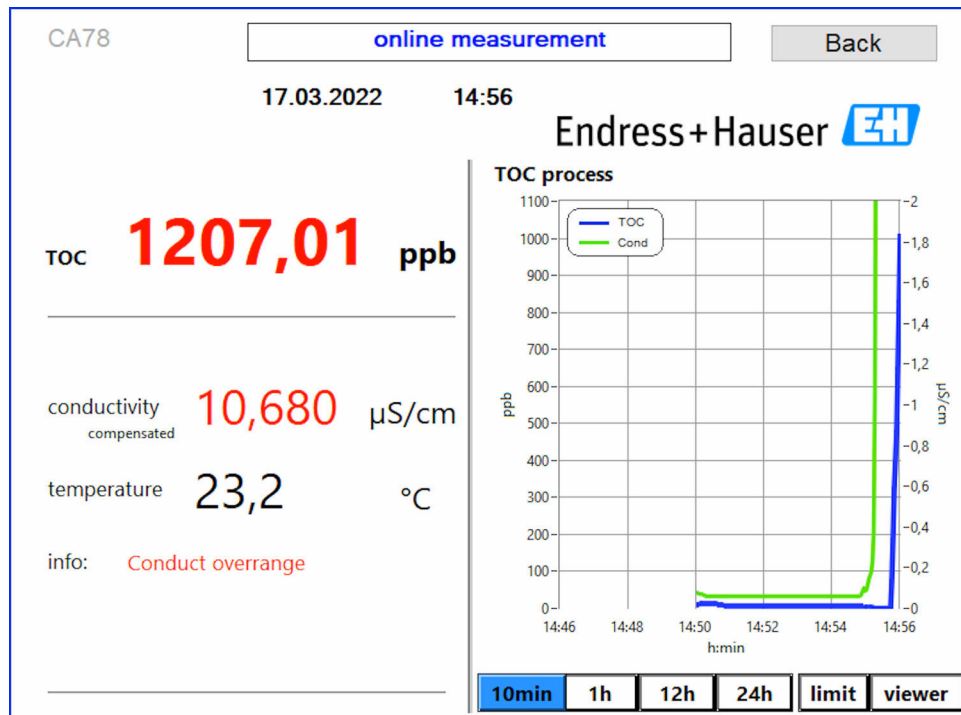 CA78
online measurement
Back
17.03.2022 14:56
Endress+Hauser EH
TOC process
TOC 1207,01 ppb
conductivity
compensated
10,680 µS/cm
temperature 23,2 °C
info: Conduct overrange
TOC
Cond
1100
1000
900
800
700
600
500
400
300
200
100
0
ppb
2
1,8
1,6
1,4
1,2
1
0,8
0,6
0,4
0,2
0
µS/cm
14:46 14:48 14:50 14:52 14:54 14:56
h:min
10min 1h 12h 24h limit viewer